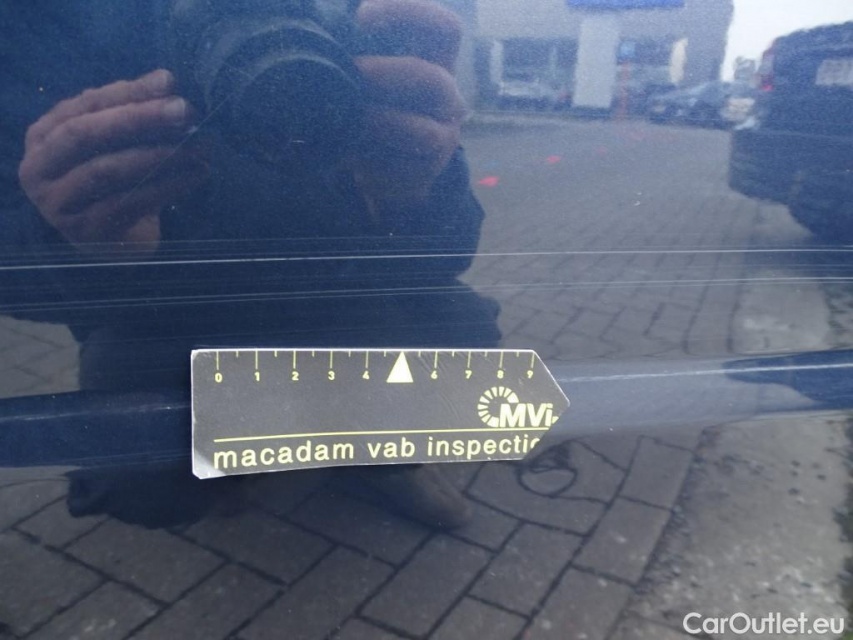 0 1 2 3 4 6 7 8 9
MVi
macadam vab inspectio
CarOutlet.eu